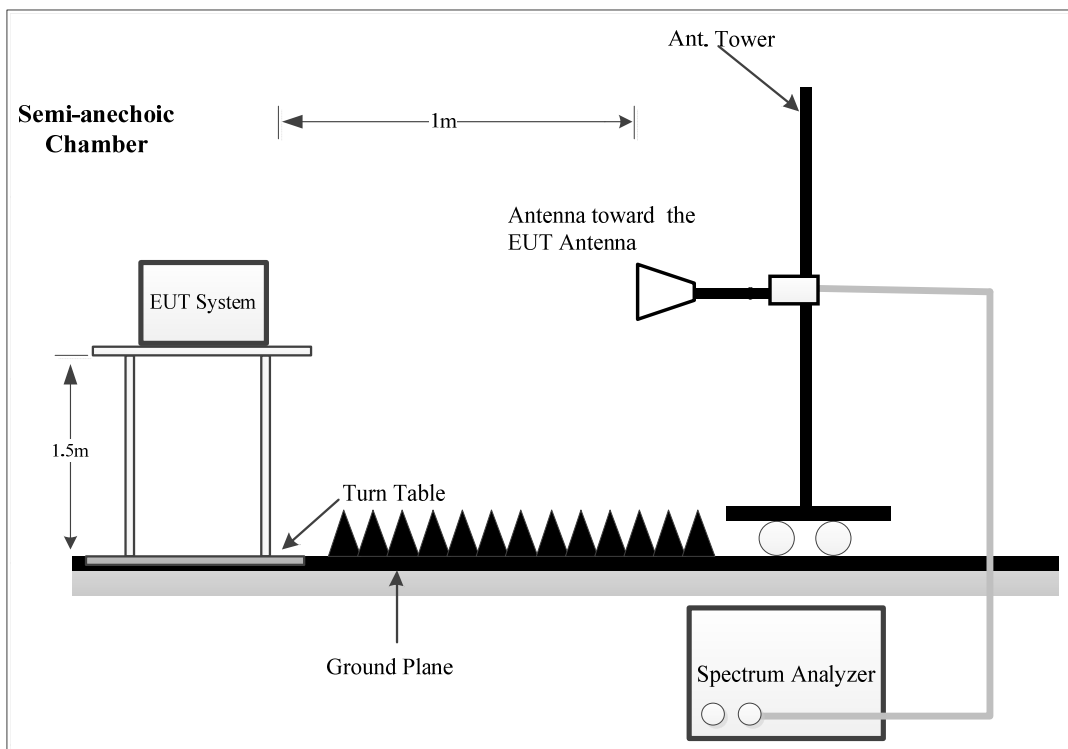 Ant. Tower
Semi-anechoic
Chamber
1m
Antenna toward the
EUT Antenna
EUT System
1.5m
Turn Table
Ground Plane
Spectrum Analyzer